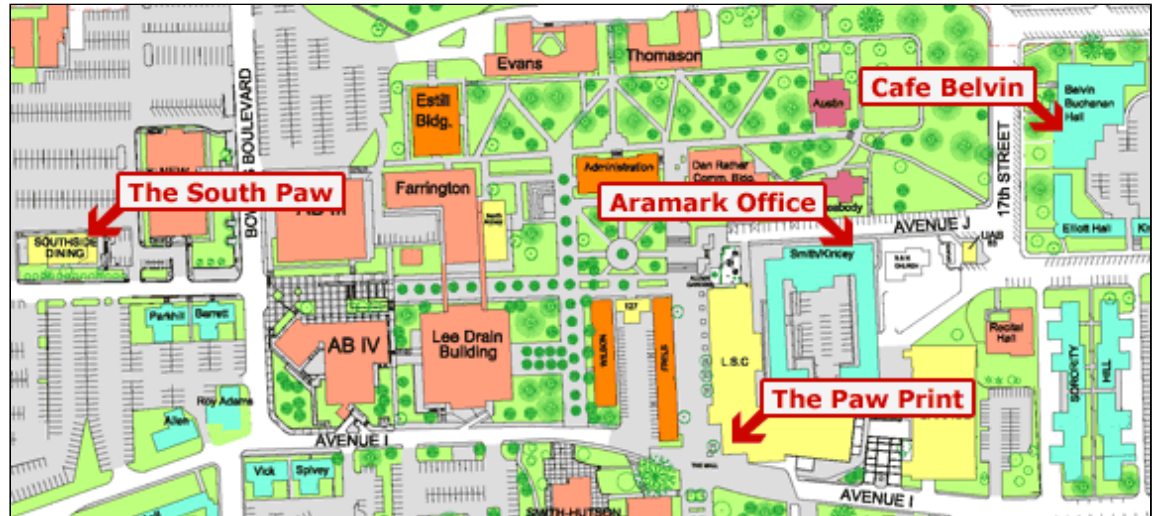 Evans
Thomason
Cafe Belvin
Belvin
Buchanan
Hall
Estill
Bldg.
Austin
BOULEVARD
17th STREET
NEW
Administration
Dan Rather
Comm. Bldg.
The South Paw
Farrington
Aramark Office
AVENUE J
SOUTHSIDE
DINING
Elliott Hall
Smith/Kirkley
CHURCH
Parkhill
Barrett
127
AB IV
Lee Drain
Building
WILSON
L.S.C
Recital
Hall
SORORITY
HILL
Roy Adams
Allen
The Paw Print
AVENUE I
Vick
Spivey
THE MALL
AVENUE I
SMITH-HUTSON